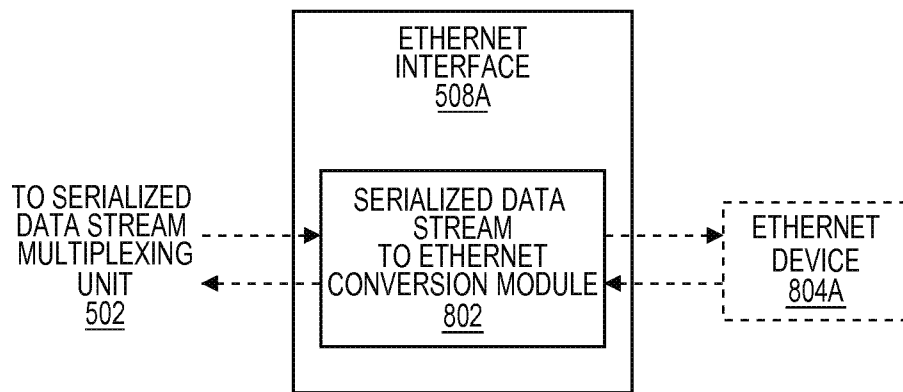 ETHERNET
INTERFACE
508A
TO SERIALIZED
DATA STREAM
MULTIPLEXING
UNIT
502
SERIALIZED DATA
STREAM
TO ETHERNET
CONVERSION MODULE
802
ETHERNET
DEVICE
804A